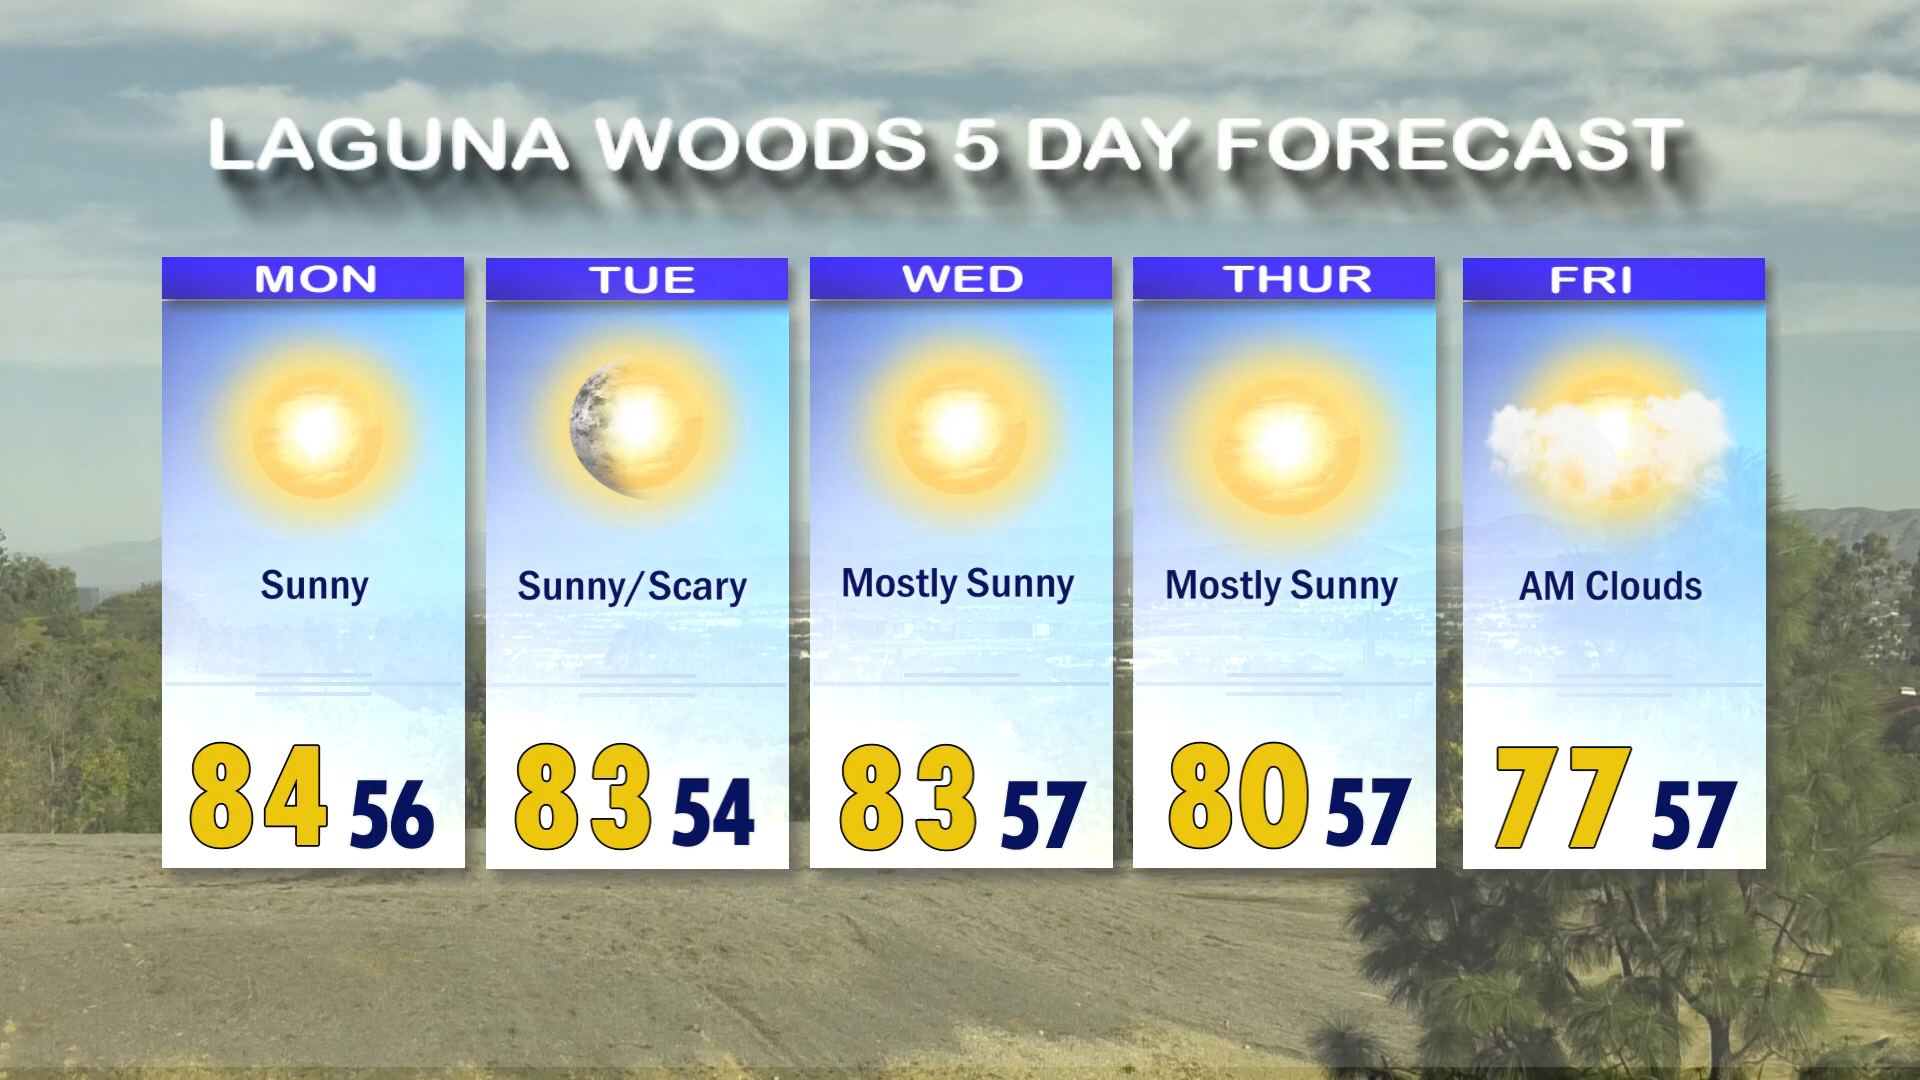 LAGUNA WOODS 5 DAY FORECAST
MON
Sunny
84 56
TUE
Sunny/Scary
83 54
WED
Mostly Sunny
83 57
THUR
Mostly Sunny
80 57
FRI
AM Clouds
77 57